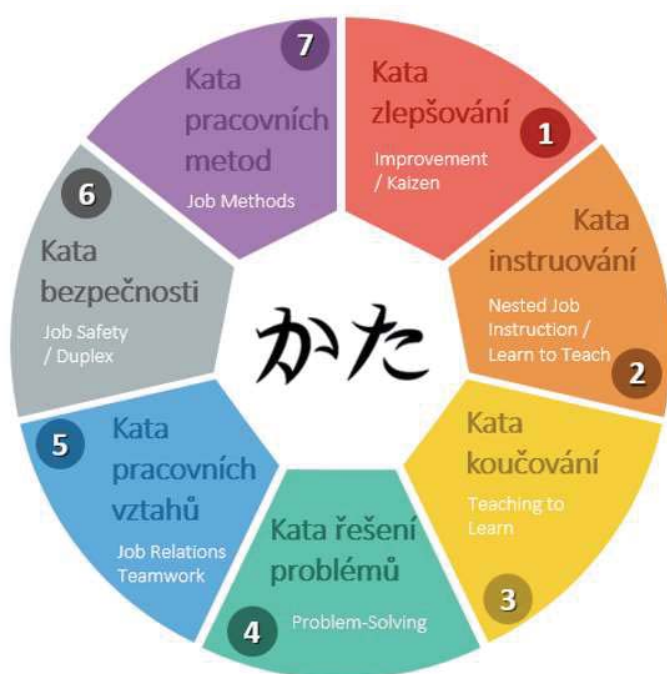 1
Kata
zlepšování
Improvement
/ Kaizen
2
Kata
instruování
Nested Job
Instruction /
Learn to Teach
3
Kata
koučování
Teaching to
Learn
4
Kata řešení
problémů
Problem-Solving
5
Kata
pracovních
vztahů
Job Relations
Teamwork
6
Kata
bezpečnosti
Job Safety
/ Duplex
7
Kata
pracovních
metod
Job Methods
かた